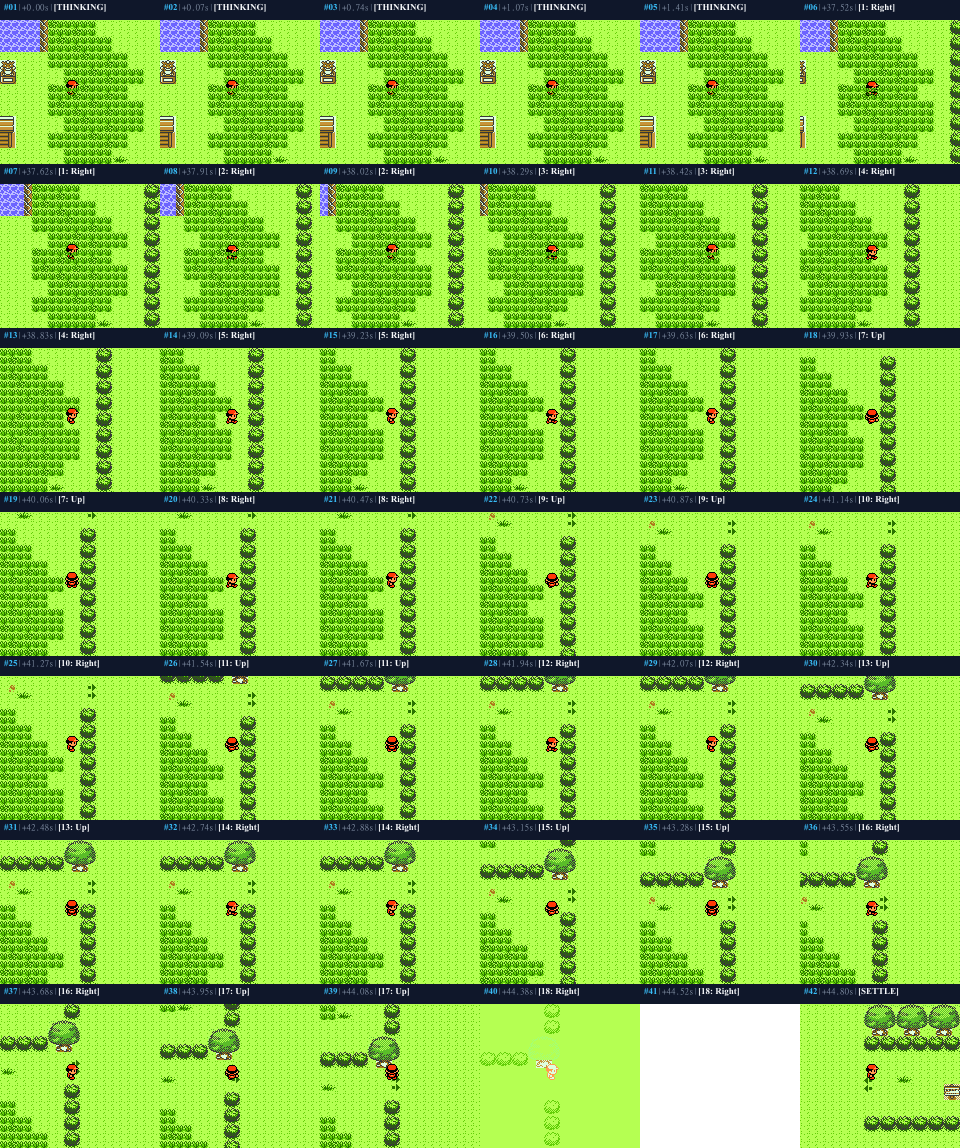 #01|+0.00s|[THINKING] #02|+0.07s|[THINKING] #03|+0.74s|[THINKING] #04|+1.07s|[THINKING] #05|+1.41s|[THINKING] #06|+37.52s|[1: Right]
#07|+37.62s|[1: Right] #08|+37.91s|[2: Right] #09|+38.02s|[2: Right] #10|+38.29s|[3: Right] #11|+38.42s|[3: Right] #12|+38.69s|[4: Right]
#13|+38.83s|[4: Right] #14|+39.09s|[5: Right] #15|+39.23s|[5: Right] #16|+39.50s|[6: Right] #17|+39.63s|[6: Right] #18|+39.93s|[7: Up]
#19|+40.06s|[7: Up] #20|+40.33s|[8: Right] #21|+40.47s|[8: Right] #22|+40.73s|[9: Up] #23|+40.87s|[9: Up] #24|+41.14s|[10: Right]
#25|+41.27s|[10: Right] #26|+41.54s|[11: Up] #27|+41.67s|[11: Up] #28|+41.94s|[12: Right] #29|+42.07s|[12: Right] #30|+42.34s|[13: Up]
#31|+42.48s|[13: Up] #32|+42.74s|[14: Right] #33|+42.88s|[14: Right] #34|+43.15s|[15: Up] #35|+43.28s|[15: Up] #36|+43.55s|[16: Right]
#37|+43.68s|[16: Right] #38|+43.95s|[17: Up] #39|+44.08s|[17: Up] #40|+44.38s|[18: Right] #41|+44.52s|[18: Right] #42|+44.80s|[SETTLE]